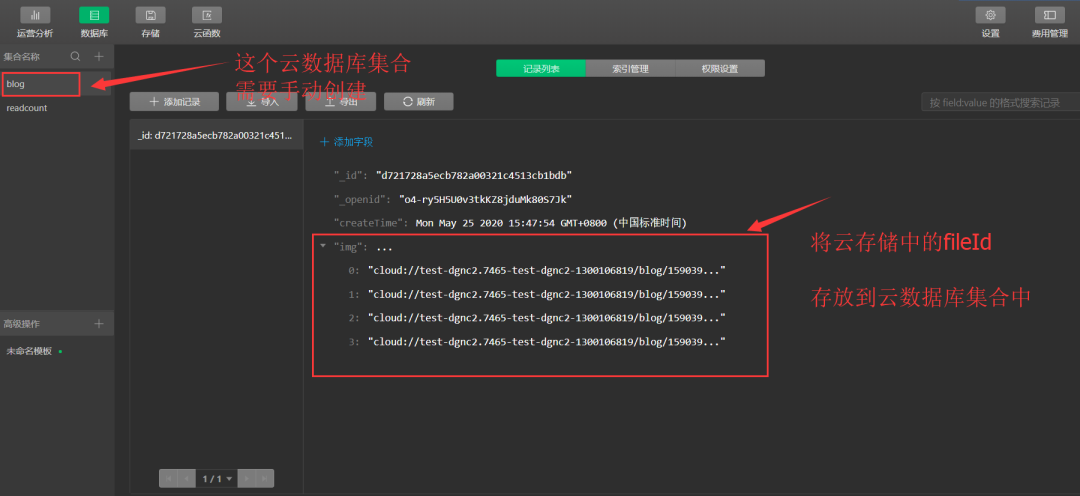 运营分析
数据库
存储
云函数
设置
费用管理
集合名称
blog
readcount
这个云数据库集合
需要手动创建
记录列表
索引管理
权限设置
添加记录
导入
导出
刷新
按 field:value 的格式搜索记录
_id: d721728a5ecb782a00321c451...
添加字段
"_id": "d721728a5ecb782a00321c4513cb1bdb"
"_openid": "o4-ry5H5U0v3tkKZ8jduMk80S7Jk"
"createTime": Mon May 25 2020 15:47:54 GMT+0800 (中国标准时间)
"img": ...
0: "cloud://test-dgnc2.7465-test-dgnc2-1300106819/blog/159039..."
1: "cloud://test-dgnc2.7465-test-dgnc2-1300106819/blog/159039..."
2: "cloud://test-dgnc2.7465-test-dgnc2-1300106819/blog/159039..."
3: "cloud://test-dgnc2.7465-test-dgnc2-1300106819/blog/159039..."
将云存储中的fileId
存放到云数据库集合中
高级操作
未命名模板
1 / 1